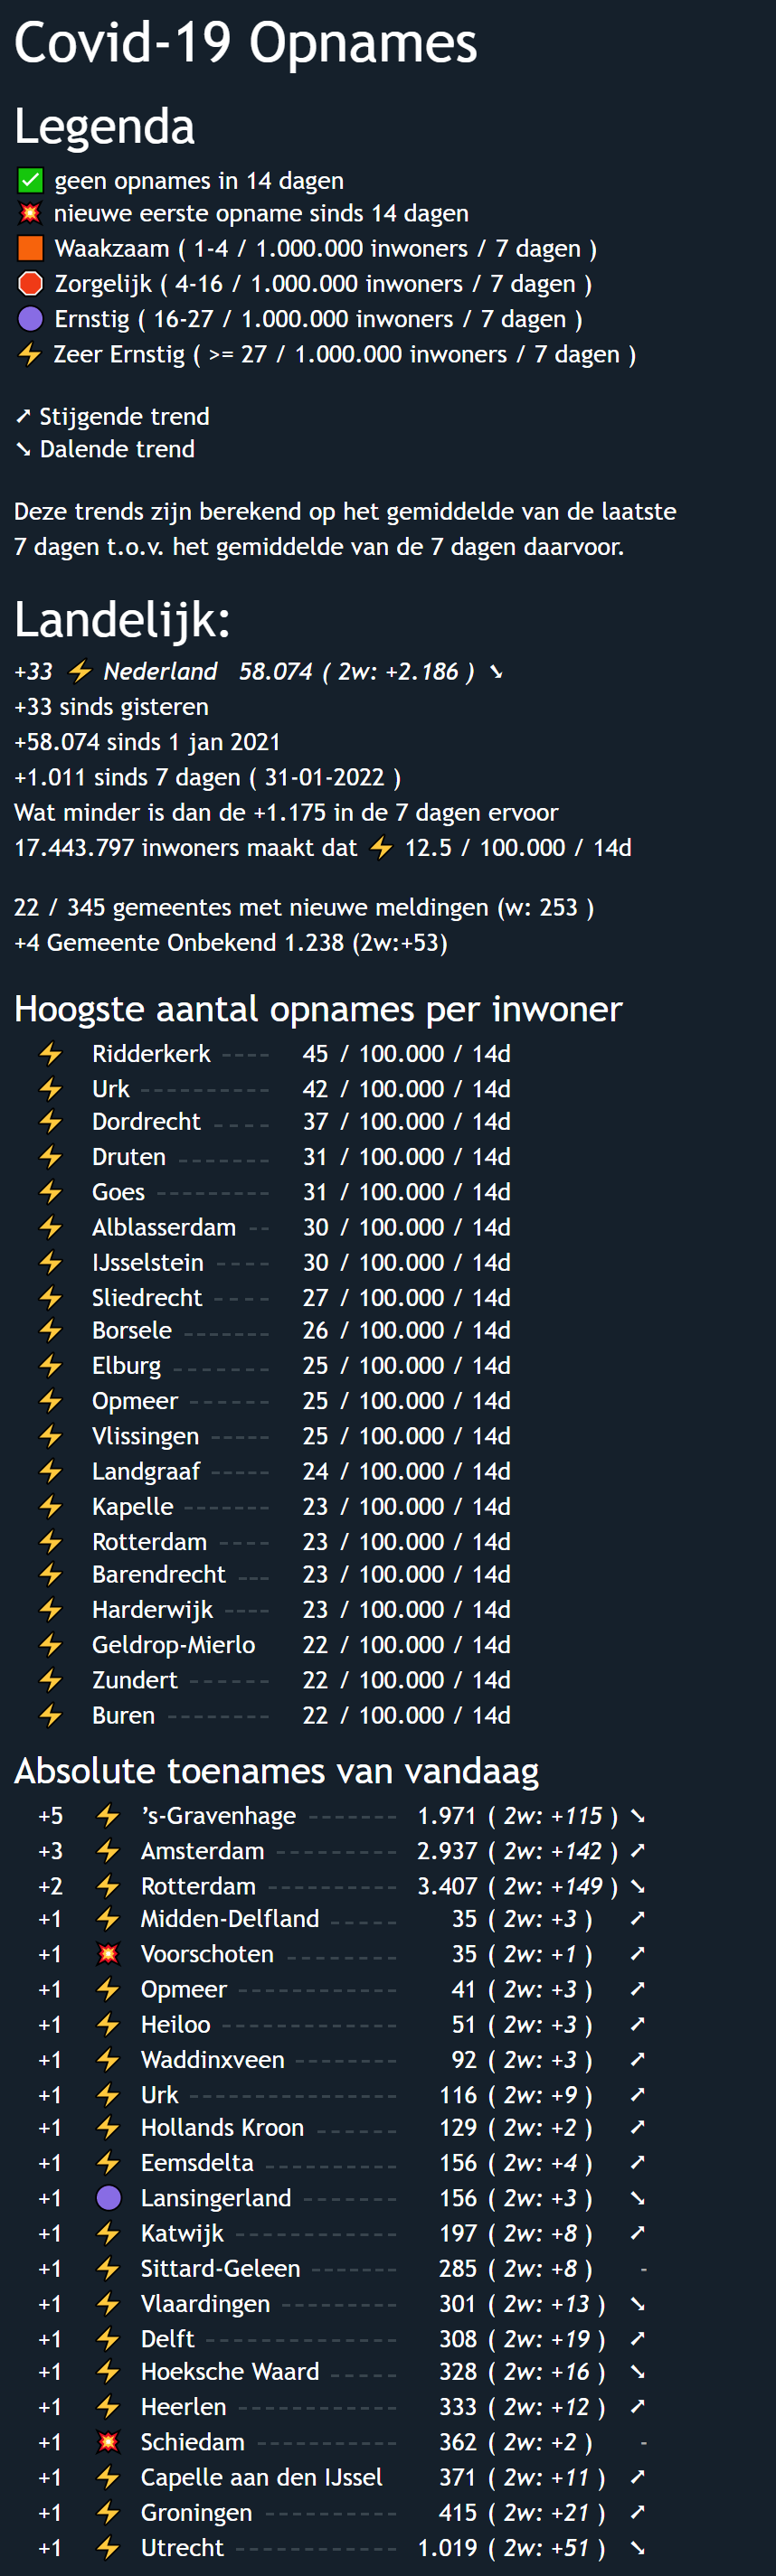 Covid-19 Opnames
Legenda
✅ geen opnames in 14 dagen
💥 nieuwe eerste opname sinds 14 dagen
🟧 Waakzaam ( 1-4 / 1.000.000 inwoners / 7 dagen )
🛑 Zorgelijk ( 4-16 / 1.000.000 inwoners / 7 dagen )
🟣 Ernstig ( 16-27 / 1.000.000 inwoners / 7 dagen )
⚡ Zeer Ernstig ( >= 27 / 1.000.000 inwoners / 7 dagen )
➚ Stijgende trend
➘ Dalende trend
Deze trends zijn berekend op het gemiddelde van de laatste
7 dagen t.o.v. het gemiddelde van de 7 dagen daarvoor.
Landelijk:
+33 ⚡ Nederland 58.074 ( 2w: +2.186 ) ➘
+33 sinds gisteren
+58.074 sinds 1 jan 2021
+1.011 sinds 7 dagen ( 31-01-2022 )
Wat minder is dan de +1.175 in de 7 dagen ervoor
17.443.797 inwoners maakt dat ⚡ 12.5 / 100.000 / 14d
22 / 345 gemeentes met nieuwe meldingen (w: 253 )
+4 Gemeente Onbekend 1.238 (2w:+53)
Hoogste aantal opnames per inwoner
⚡ Ridderkerk ---- 45 / 100.000 / 14d
⚡ Urk ---------- 42 / 100.000 / 14d
⚡ Dordrecht ---- 37 / 100.000 / 14d
⚡ Druten ------- 31 / 100.000 / 14d
⚡ Goes --------- 31 / 100.000 / 14d
⚡ Alblasserdam -- 30 / 100.000 / 14d
⚡ IJsselstein ---- 30 / 100.000 / 14d
⚡ Sliedrecht ---- 27 / 100.000 / 14d
⚡ Borsele ------- 26 / 100.000 / 14d
⚡ Elburg ------- 25 / 100.000 / 14d
⚡ Opmeer ------ 25 / 100.000 / 14d
⚡ Vlissingen ----- 25 / 100.000 / 14d
⚡ Landgraaf ----- 24 / 100.000 / 14d
⚡ Kapelle ------- 23 / 100.000 / 14d
⚡ Rotterdam ---- 23 / 100.000 / 14d
⚡ Barendrecht --- 23 / 100.000 / 14d
⚡ Harderwijk ---- 23 / 100.000 / 14d
⚡ Geldrop-Mierlo 22 / 100.000 / 14d
⚡ Zundert ------ 22 / 100.000 / 14d
⚡ Buren -------- 22 / 100.000 / 14d
Absolute toenames van vandaag
+5 ⚡ ’s-Gravenhage ------- 1.971 ( 2w: +115 ) ➘
+3 ⚡ Amsterdam --------- 2.937 ( 2w: +142 ) ➚
+2 ⚡ Rotterdam ---------- 3.407 ( 2w: +149 ) ➘
+1 ⚡ Midden-Delfland ----- 35 ( 2w: +3 ) ➚
+1 💥 Voorschoten -------- 35 ( 2w: +1 ) ➚
+1 ⚡ Opmeer ------------ 41 ( 2w: +3 ) ➚
+1 ⚡ Heiloo ------------- 51 ( 2w: +3 ) ➚
+1 ⚡ Waddinxveen -------- 92 ( 2w: +3 ) ➚
+1 ⚡ Urk ---------------- 116 ( 2w: +9 ) ➚
+1 ⚡ Hollands Kroon ------ 129 ( 2w: +2 ) ➚
+1 ⚡ Eemsdelta ---------- 156 ( 2w: +4 ) ➚
+1 🟣 Lansingerland ------- 156 ( 2w: +3 ) ➘
+1 ⚡ Katwijk ------------ 197 ( 2w: +8 ) ➚
+1 ⚡ Sittard-Geleen ------- 285 ( 2w: +8 ) -
+1 ⚡ Vlaardingen --------- 301 ( 2w: +13 ) ➘
+1 ⚡ Delft -------------- 308 ( 2w: +19 ) ➚
+1 ⚡ Hoeksche Waard ----- 328 ( 2w: +16 ) ➘
+1 ⚡ Heerlen ------------ 333 ( 2w: +12 ) ➚
+1 💥 Schiedam ----------- 362 ( 2w: +2 ) -
+1 ⚡ Capelle aan den IJssel 371 ( 2w: +11 ) ➚
+1 ⚡ Groningen ---------- 415 ( 2w: +21 ) ➚
+1 ⚡ Utrecht ------------ 1.019 ( 2w: +51 ) ➘